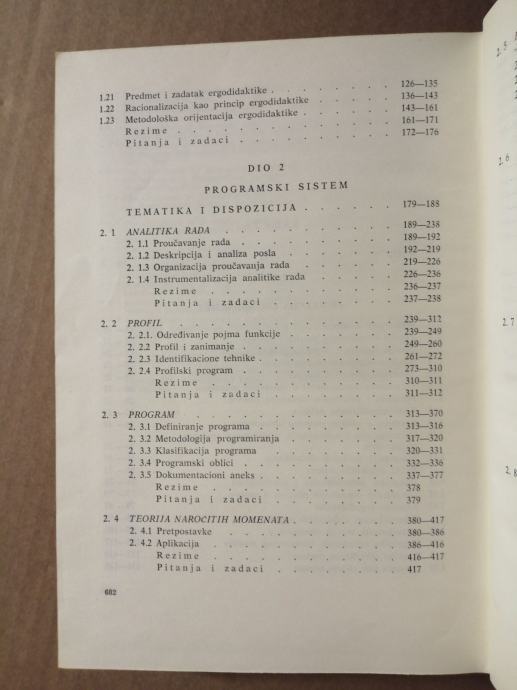 1.21 Predmet i zadatak ergodidaktike . . . . . . . . 126—135
1.22 Racionalizacija kao princip ergodidaktike . . . . . 136—143
1.23 Metodološka orijentacija ergodidaktike . . . . . . 143—161
Rezime . . . . . . . . . . . . 161—171
Pitanja i zadaci . . . . . . . . . 172—176
DIO 2
PROGRAMSKI SISTEM
TEMATIKA I DISPOZICIJA . . . . . . 179—188
2. 1 ANALITIKA RADA . . . . . . . . . . 189—238
2. 1.1 Proučavanje rada . . . . . . . . . 189—192
2. 1.2 Deskripcija i analiza posla . . . . . . . 192—219
2. 1.3 Organizacija proučavanja rada . . . . . . 219—226
2. 1.4 Instrumentalizacija analitike rada . . . . . 226—236
Rezime . . . . . . . . . . 236—237
Pitanja i zadaci . . . . . . . . 237—238
2. 2 PROFIL . . . . . . . . . . . . 239—312
2. 2.1. Određivanje pojma funkcije . . . . . . . 239—249
2. 2.2 Profil i zanimanje . . . . . . . . . 249—260
2. 2.3 Identifikacione tehnike . . . . . . . . 261—272
2. 2.4 Profilski program . . . . . . . . . 273—310
Rezime . . . . . . . . . . 310—311
Pitanja i zadaci . . . . . . . . 311—312
2. 3 PROGRAM . . . . . . . . . . . 313—370
2. 3.1 Definiranje programa . . . . . . . . 313—316
2. 3.2 Metodologija programiranja . . . . . . . 317—320
2. 3.3 Klasifikacija programa . . . . . . . . 320—331
2. 3.4 Programski oblici . . . . . . . . . 332—336
2. 3.5 Dokumentacioni aneks . . . . . . . . 337—377
Rezime . . . . . . . . . . 378
Pitanja i zadaci . . . . . . . . 379
2. 4 TEORIJA NAROČITIH MOMENATA . . . . . . 380—417
2. 4.1 Pretpostavke . . . . . . . . . . 380—386
2. 4.2 Aplikacija . . . . . . . . . . . 386—416
Rezime . . . . . . . . . . 416—417
Pitanja i zadaci . . . . . . . . 417
682
2. 5
2. 6
2. 7
2. 8